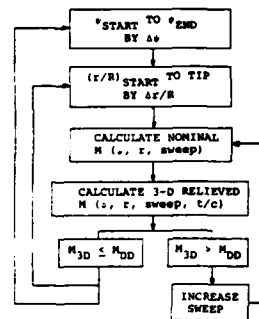 ψSTART TO ψEND
BY Δψ
(r/R)START TO TIP
BY Δr/R
CALCULATE NOMINAL
M (ψ, r, sweep)
CALCULATE 3-D RELIEVED
M (ψ, r, sweep, t/c)
M3D ≤ MDD
M3D > MDD
INCREASE
SWEEP